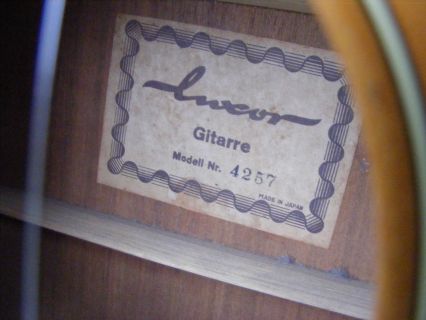 Luxor
Gitarre
Modell Nr. 4257
MADE IN JAPAN